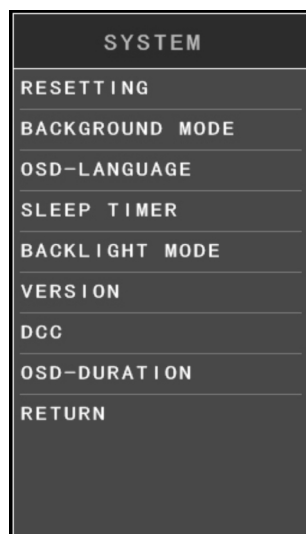 SYSTEM
RESETTING
BACKGROUND MODE
OSD-LANGUAGE
SLEEP TIMER
BACKLIGHT MODE
VERSION
DCC
OSD-DURATION
RETURN